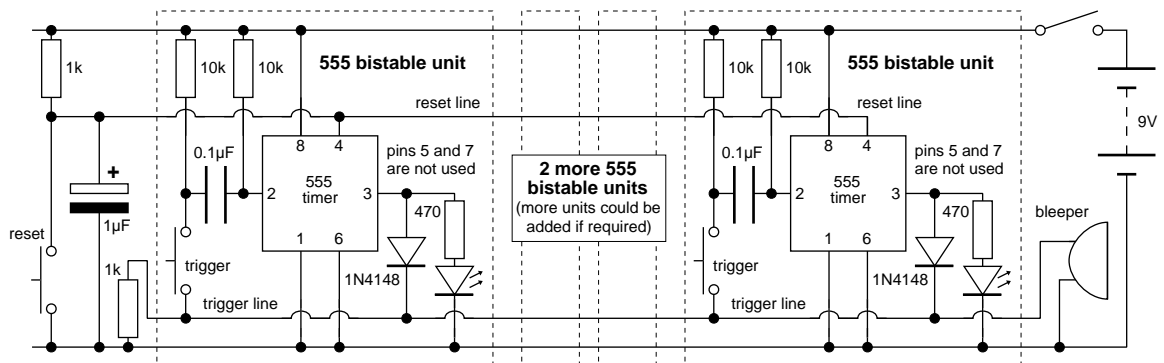 1k
10k
10k
555 bistable unit
10k
10k
555 bistable unit
reset line
reset line
9V
+
1µF
0.1µF
8
4
2
555
timer
3
1
6
pins 5 and 7
are not used
470
2 more 555
bistable units
(more units could be
added if required)
0.1µF
8
4
2
555
timer
3
1
6
pins 5 and 7
are not used
470
bleeper
reset
1k
trigger
1N4148
trigger
1N4148
trigger line
trigger line